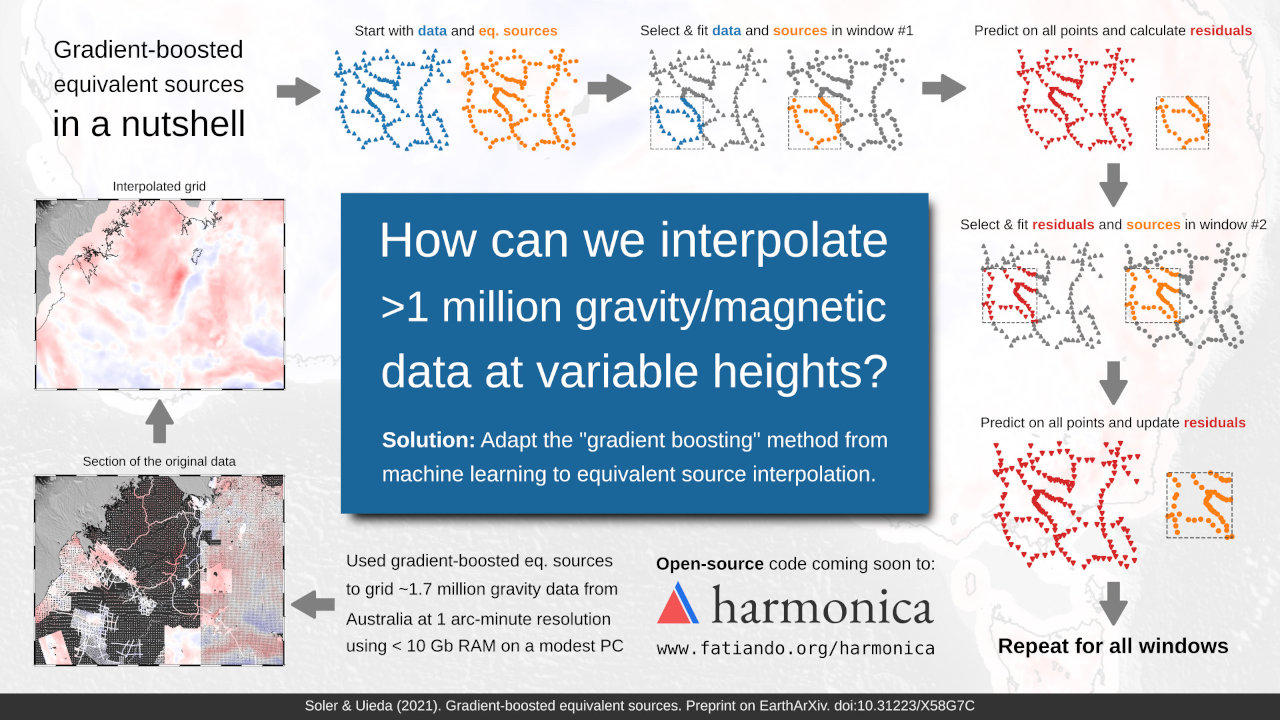 Gradient-boosted
equivalent sources
in a nutshell
Start with data and eq. sources
Select & fit data and sources in window #1
Predict on all points and calculate residuals
Select & fit residuals and sources in window #2
Predict on all points and update residuals
Repeat for all windows
How can we interpolate
>1 million gravity/magnetic
data at variable heights?
Solution: Adapt the "gradient boosting" method from
machine learning to equivalent source interpolation.
Open-source code coming soon to:
harmonica
www.fatiando.org/harmonica
Used gradient-boosted eq. sources
to grid ~1.7 million gravity data from
Australia at 1 arc-minute resolution
using < 10 Gb RAM on a modest PC
Section of the original data
Interpolated grid
Soler & Uieda (2021). Gradient-boosted equivalent sources. Preprint on EarthArXiv. doi:10.31223/X58G7C